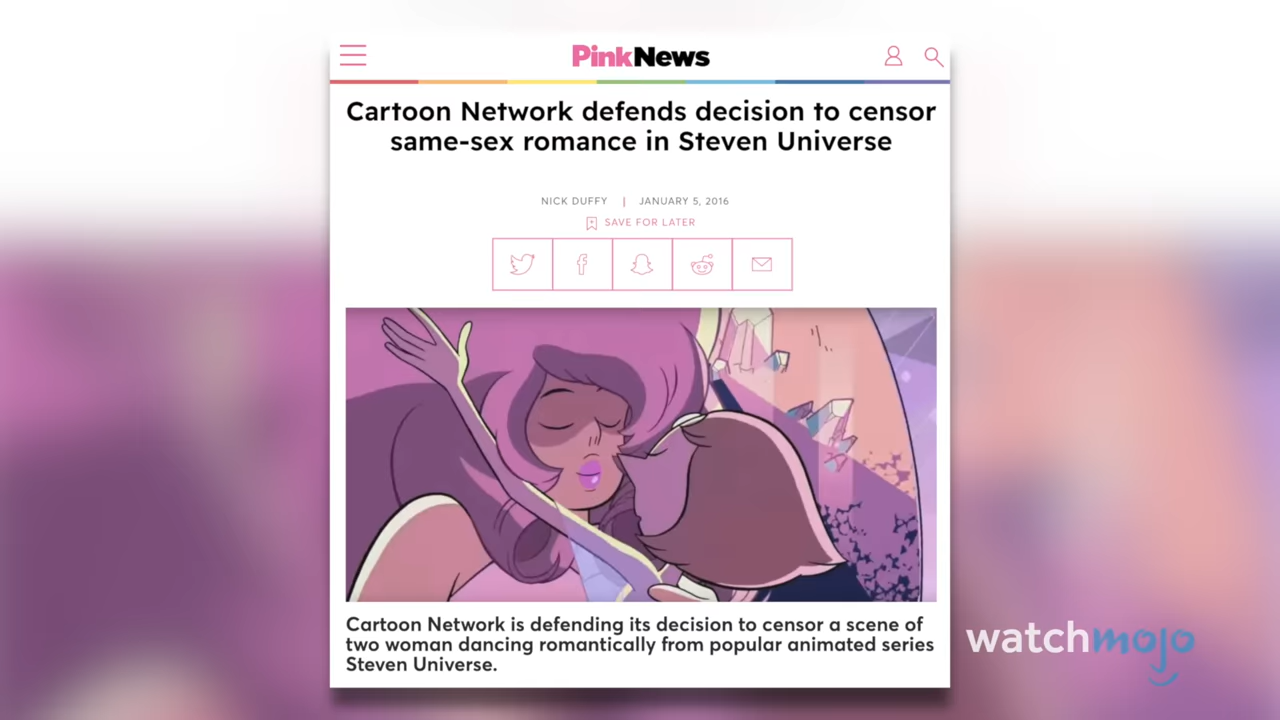 PinkNews
Cartoon Network defends decision to censor
same-sex romance in Steven Universe
NICK DUFFY | JANUARY 5, 2016
SAVE FOR LATER
Cartoon Network is defending its decision to censor a scene of
two woman dancing romantically from popular animated series
Steven Universe.
watchmojo